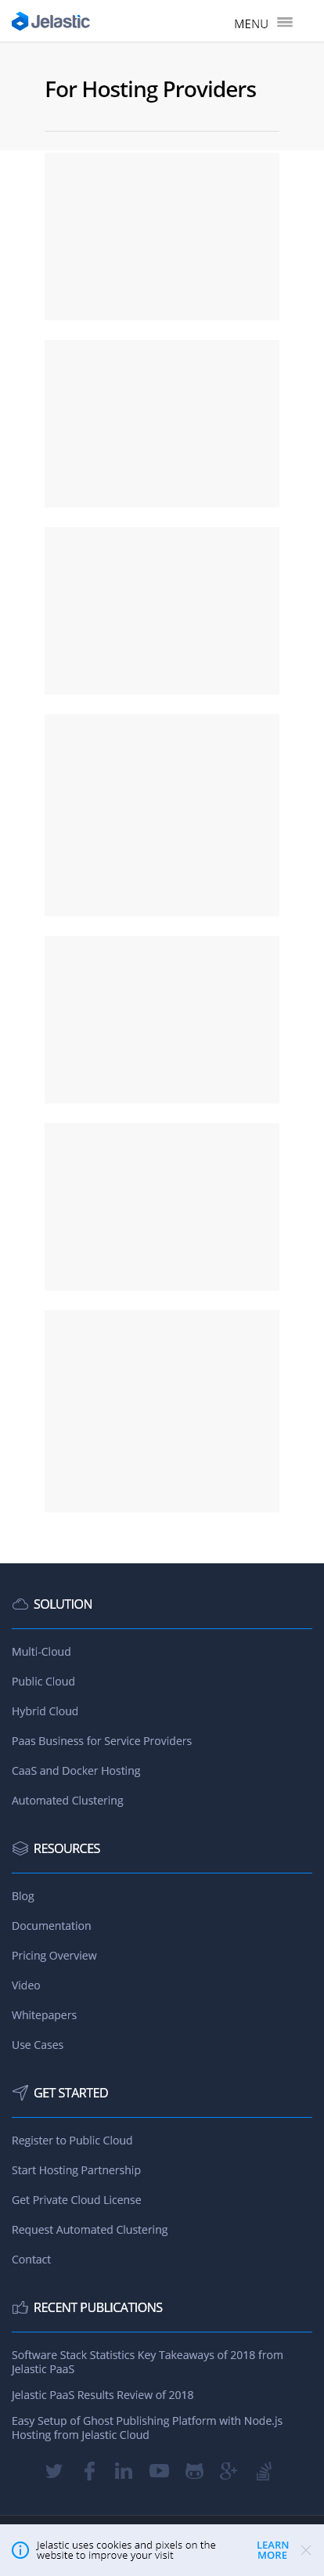 Jelastic
MENU
For Hosting Providers
SOLUTION
Multi-Cloud
Public Cloud
Hybrid Cloud
Paas Business for Service Providers
CaaS and Docker Hosting
Automated Clustering
RESOURCES
Blog
Documentation
Pricing Overview
Video
Whitepapers
Use Cases
GET STARTED
Register to Public Cloud
Start Hosting Partnership
Get Private Cloud License
Request Automated Clustering
Contact
RECENT PUBLICATIONS
Software Stack Statistics Key Takeaways of 2018 from
Jelastic PaaS
Jelastic PaaS Results Review of 2018
Easy Setup of Ghost Publishing Platform with Node.js
Hosting from Jelastic Cloud
Jelastic uses cookies and pixels on the
website to improve your visit
LEARN
MORE